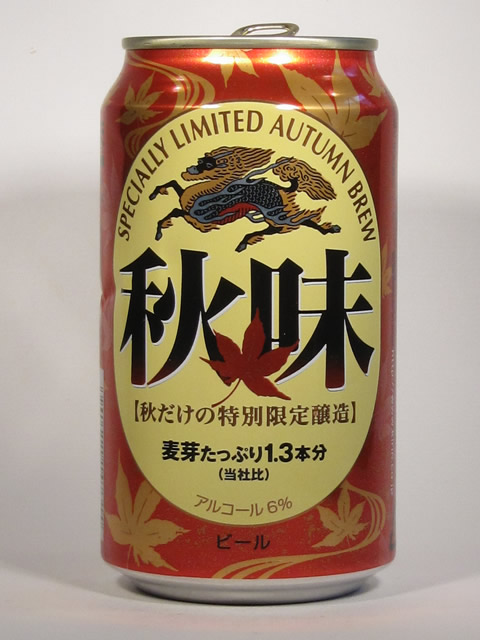 SPECIALLY LIMITED AUTUMN BREW
秋味
【秋だけの特別限定醸造】
麦芽たっぷり1.3本分
(当社比)
アルコール6%
ビール